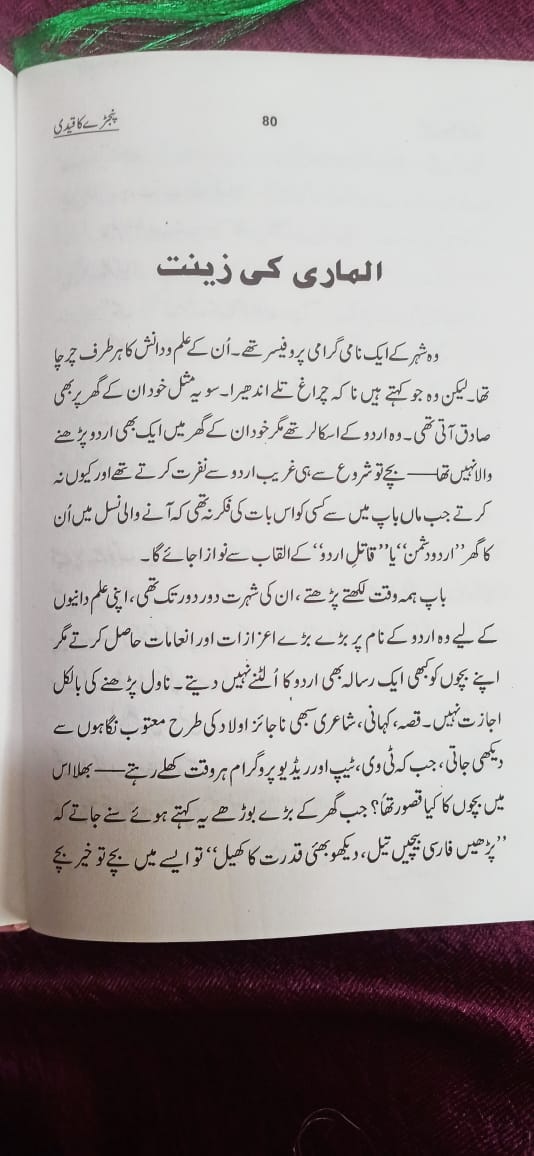 پنجڑے کا قیدی
80
الماری کی زینت
وہ شہر کے ایک نامی گرامی پروفیسر تھے۔ اُن کے علم و دانش کا ہر طرف چرچا
تھا۔ لیکن وہ جو کہتے ہیں نا کہ چراغ تلے اندھیرا۔ سو یہ مثل خود ان کے گھر پر بھی
صادق آتی تھی۔ وہ اردو کے اسکالر تھے مگر خود ان کے گھر میں ایک بھی اردو پڑھنے
والا نہیں تھا—— بچے تو شروع سے ہی غریب اردو سے نفرت کرتے تھے اور کیوں نہ
کرتے جب ماں باپ میں سے کسی کو اس بات کی فکر نہ تھی کہ آنے والی نسل میں اُن
کا گھر ''اردو دشمن'' یا ''قاتلِ اردو'' کے القاب سے نوازا جائے گا۔
باپ ہمہ وقت لکھتے پڑھتے، ان کی شہرت دور دور تک تھی، اپنی علم دانیوں
کے لیے وہ اردو کے نام پر بڑے بڑے اعزازات اور انعامات حاصل کرتے مگر
اپنے بچوں کو کبھی ایک رسالہ بھی اردو کا اُلٹنے نہیں دیتے۔ ناول پڑھنے کی بالکل
اجازت نہیں۔ قصہ، کہانی، شاعری سبھی ناجائز اولاد کی طرح معتوب نگاہوں سے
دیکھی جاتی، جب کہ ٹی وی، ٹیپ اور ریڈیو پروگرام ہر وقت کھلے رہتے—— بھلا اس
میں بچوں کا کیا قصور تھا؟ جب گھر کے بڑے بوڑھے یہ کہتے ہوئے سنے جاتے کہ
''پڑھیں فارسی بیچیں تیل، دیکھو بھئی قدرت کا کھیل'' تو ایسے میں بچے تو خیر بچے